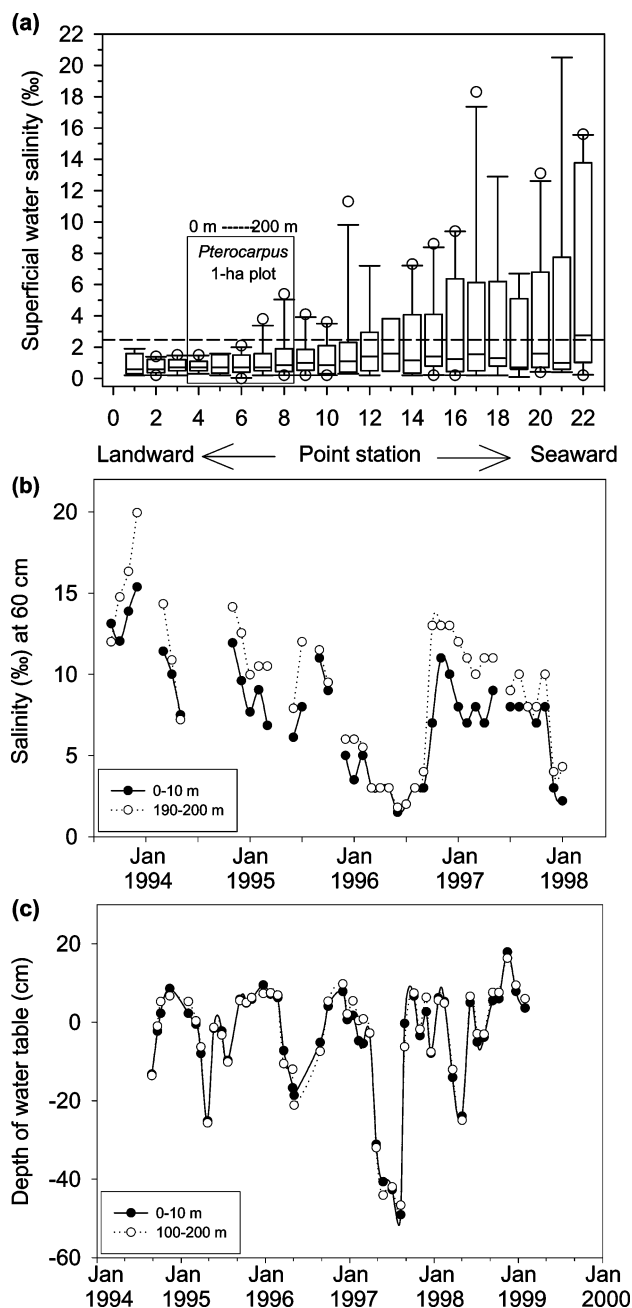 (a)
Superficial water salinity (‰)
22
20
18
16
14
12
10
8
6
4
2
0
0 m ------200 m
Pterocarpus
1-ha plot
0 2 4 6 8 10 12 14 16 18 20 22
Landward Point station Seaward
(b)
Salinity (‰) at 60 cm
20
15
10
5
0
0-10 m
190-200 m
Jan Jan Jan Jan Jan
1994 1995 1996 1997 1998
(c)
Depth of water table (cm)
20
0
-20
-40
-60
0-10 m
100-200 m
Jan Jan Jan Jan Jan Jan Jan
1994 1995 1996 1997 1998 1999 2000